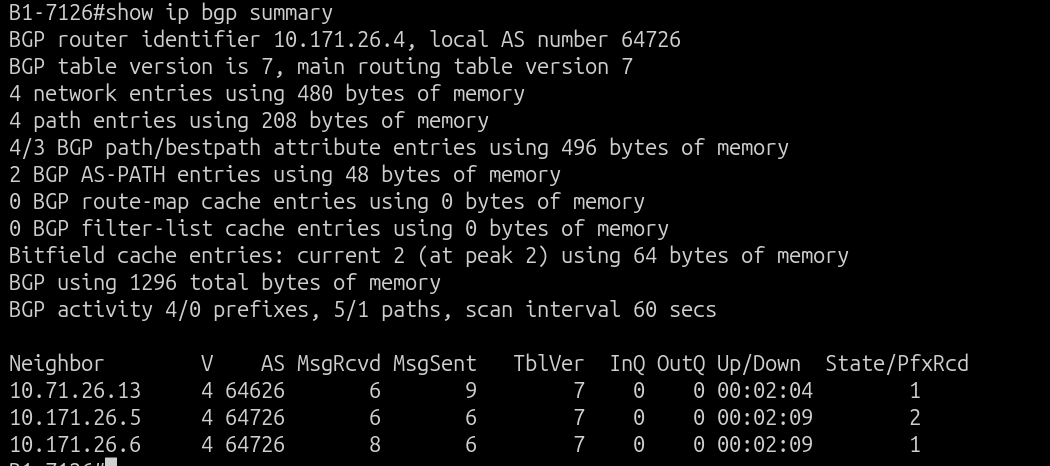 B1-7126#show ip bgp summary
BGP router identifier 10.171.26.4, local AS number 64726
BGP table version is 7, main routing table version 7
4 network entries using 480 bytes of memory
4 path entries using 208 bytes of memory
4/3 BGP path/bestpath attribute entries using 496 bytes of memory
2 BGP AS-PATH entries using 48 bytes of memory
0 BGP route-map cache entries using 0 bytes of memory
0 BGP filter-list cache entries using 0 bytes of memory
Bitfield cache entries: current 2 (at peak 2) using 64 bytes of memory
BGP using 1296 total bytes of memory
BGP activity 4/0 prefixes, 5/1 paths, scan interval 60 secs

Neighbor        V    AS MsgRcvd MsgSent   TblVer  InQ OutQ Up/Down  State/PfxRcd
10.71.26.13     4 64626       6       9        7    0    0 00:02:04        1
10.171.26.5     4 64726       6       6        7    0    0 00:02:09        2
10.171.26.6     4 64726       8       6        7    0    0 00:02:09        1
B1-7126#